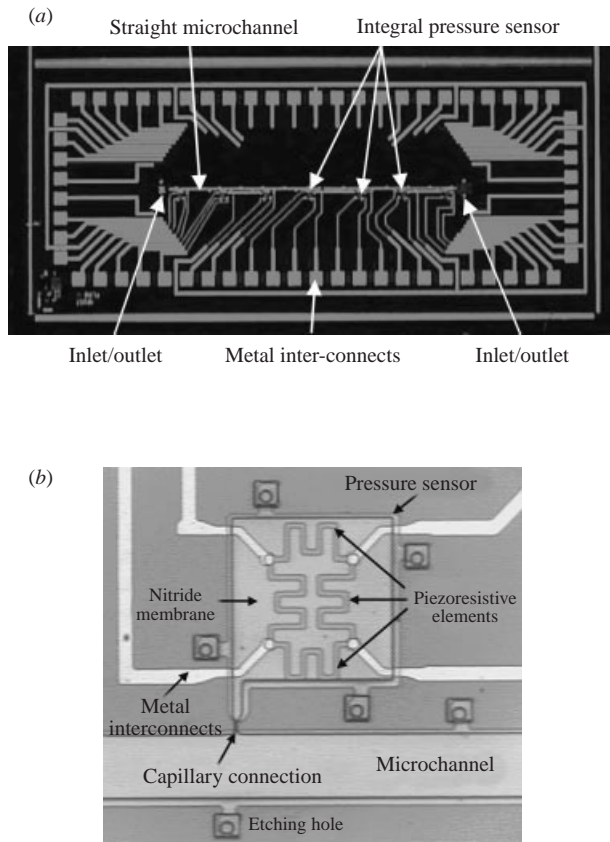 (a)
Straight microchannel
Integral pressure sensor
Inlet/outlet
Metal inter-connects
Inlet/outlet
(b)
Pressure sensor
Nitride
membrane
Piezoresistive
elements
Metal
interconnects
Capillary connection
Microchannel
Etching hole